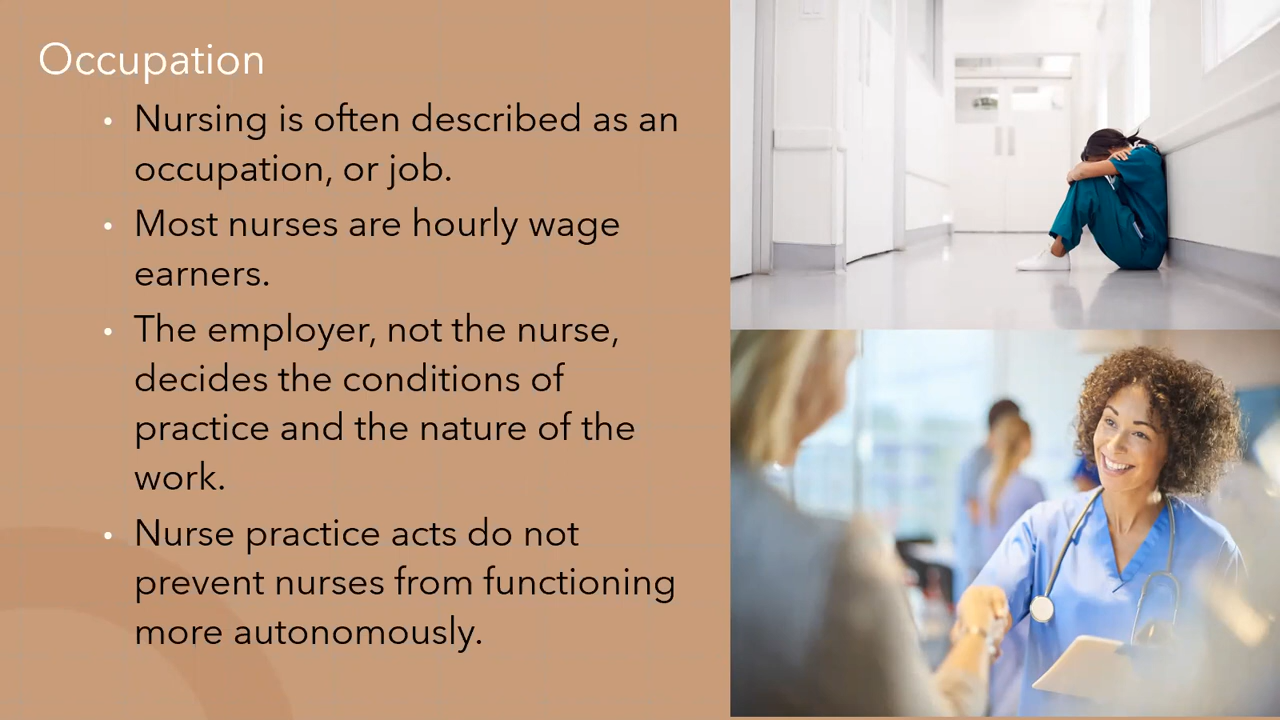 Occupation
• Nursing is often described as an
occupation, or job.
• Most nurses are hourly wage
earners.
• The employer, not the nurse,
decides the conditions of
practice and the nature of the
work.
• Nurse practice acts do not
prevent nurses from functioning
more autonomously.